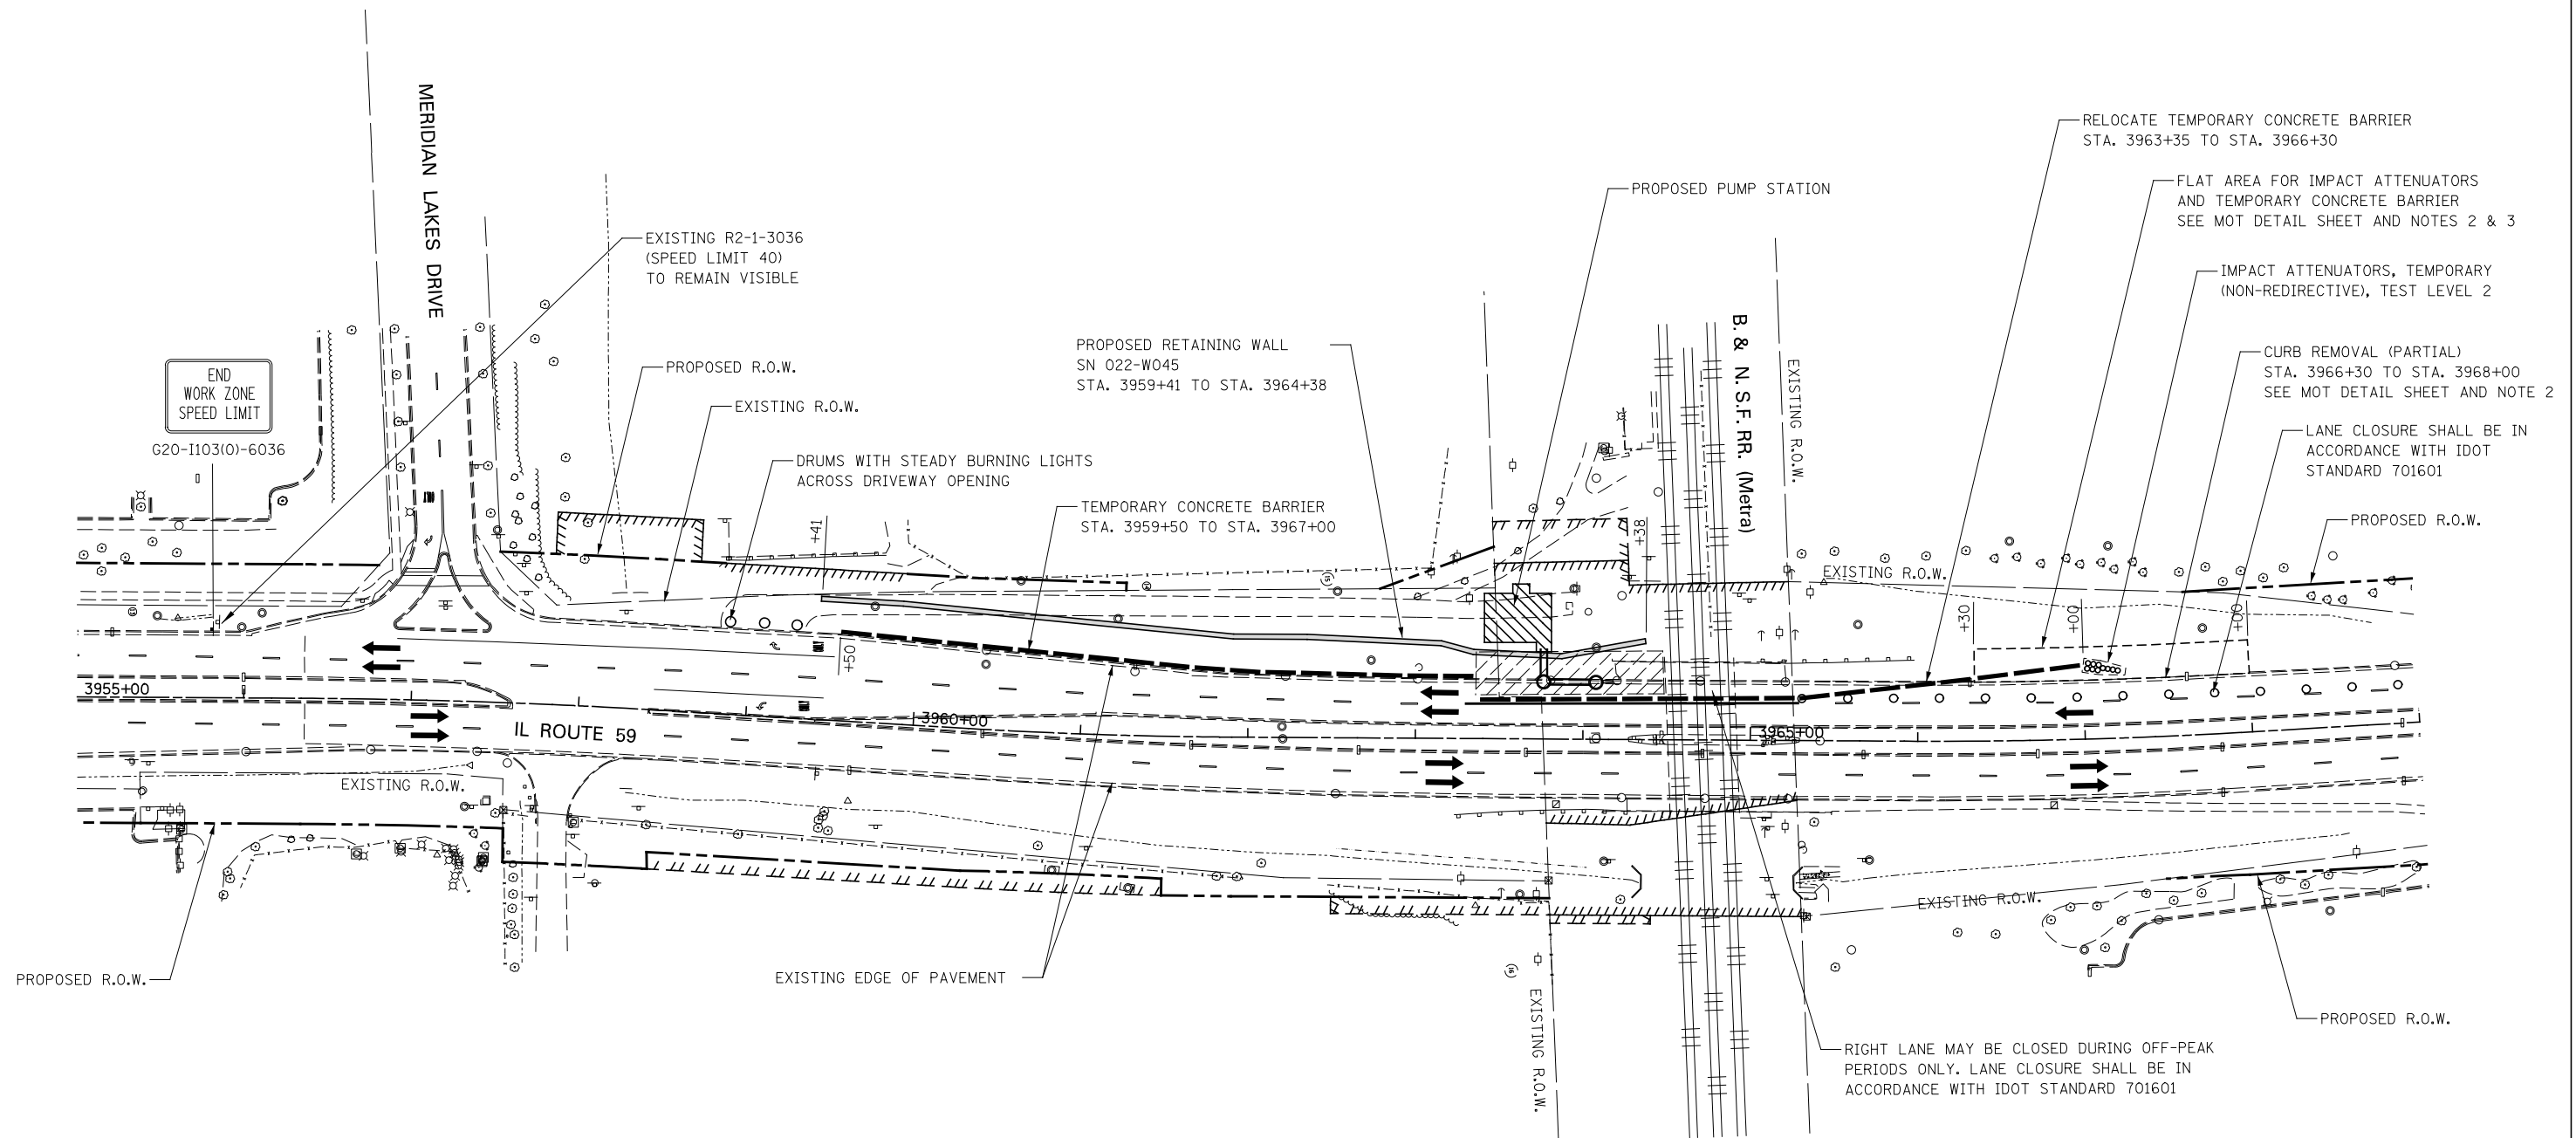 MERIDIAN LAKES DRIVE
EXISTING R2-1-3036
(SPEED LIMIT 40)
TO REMAIN VISIBLE
END
WORK ZONE
SPEED LIMIT
G20-I103(0)-6036
PROPOSED R.O.W.
EXISTING R.O.W.
DRUMS WITH STEADY BURNING LIGHTS
ACROSS DRIVEWAY OPENING
TEMPORARY CONCRETE BARRIER
STA. 3959+50 TO STA. 3967+00
PROPOSED RETAINING WALL
SN 022-W045
STA. 3959+41 TO STA. 3964+38
PROPOSED PUMP STATION
B. & N. S.F. RR. (Metra)
EXISTING R.O.W.
RELOCATE TEMPORARY CONCRETE BARRIER
STA. 3963+35 TO STA. 3966+30
FLAT AREA FOR IMPACT ATTENUATORS
AND TEMPORARY CONCRETE BARRIER
SEE MOT DETAIL SHEET AND NOTES 2 & 3
IMPACT ATTENUATORS, TEMPORARY
(NON-REDIRECTIVE), TEST LEVEL 2
CURB REMOVAL (PARTIAL)
STA. 3966+30 TO STA. 3968+00
SEE MOT DETAIL SHEET AND NOTE 2
LANE CLOSURE SHALL BE IN
ACCORDANCE WITH IDOT
STANDARD 701601
PROPOSED R.O.W.
EXISTING R.O.W.
+41
+38
+30
+00
+00
+50
3955+00
3960+00
3965+00
IL ROUTE 59
EXISTING R.O.W.
EXISTING R.O.W.
PROPOSED R.O.W.
EXISTING EDGE OF PAVEMENT
EXISTING R.O.W.
PROPOSED R.O.W.
RIGHT LANE MAY BE CLOSED DURING OFF-PEAK
PERIODS ONLY. LANE CLOSURE SHALL BE IN
ACCORDANCE WITH IDOT STANDARD 701601